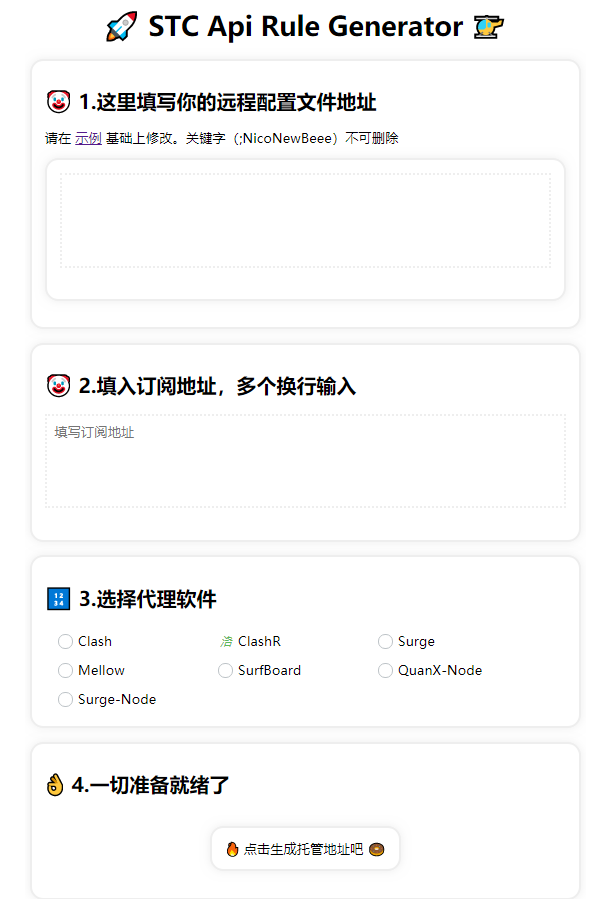 STC Api Rule Generator
1.这里填写你的远程配置文件地址
请在 示例 基础上修改。关键字（;NicoNewBeee）不可删除
2.填入订阅地址，多个换行输入
填写订阅地址
3.选择代理软件
Clash
浩 ClashR
Surge
Mellow
SurfBoard
QuanX-Node
Surge-Node
4.一切准备就绪了
点击生成托管地址吧